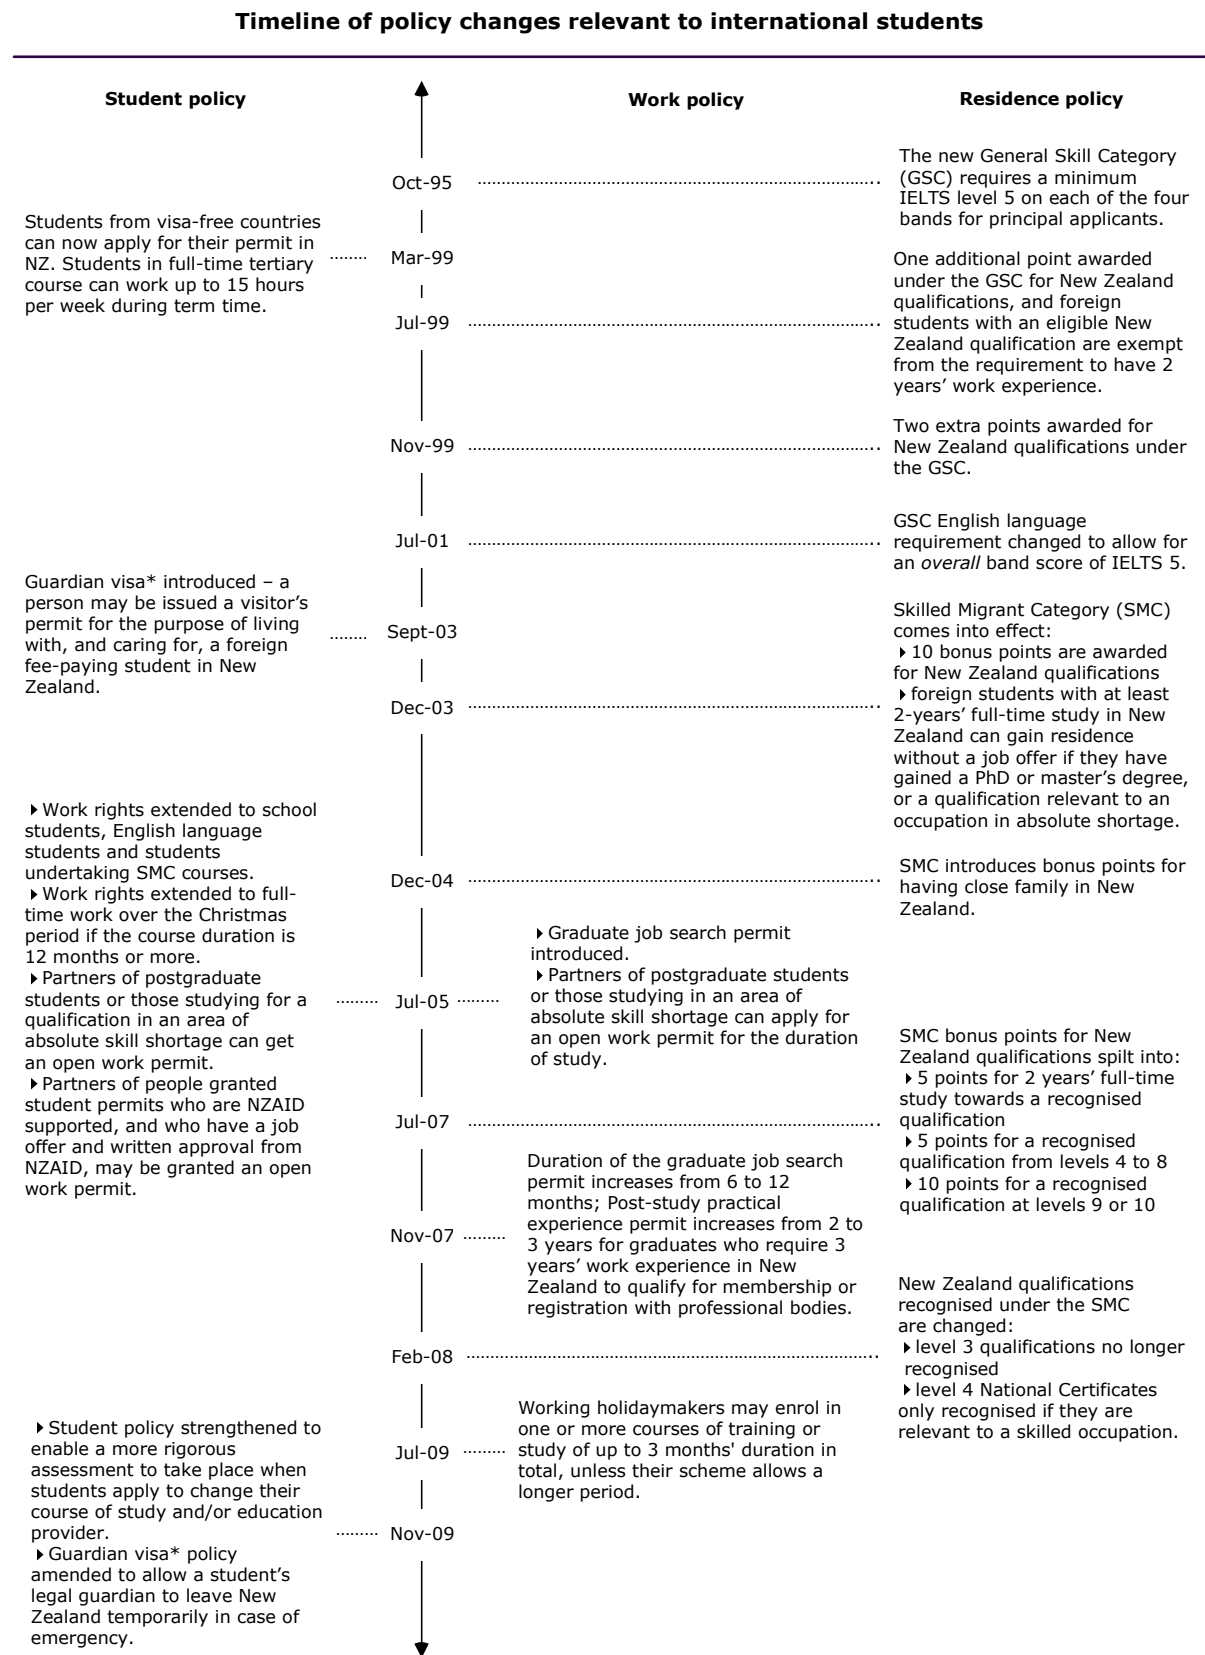 Timeline of policy changes relevant to international students
Student policy
Work policy
Residence policy
Oct-95
The new General Skill Category
(GSC) requires a minimum
IELTS level 5 on each of the four
bands for principal applicants.
Students from visa-free countries
can now apply for their permit in
NZ. Students in full-time tertiary
course can work up to 15 hours
per week during term time.
Mar-99
Jul-99
One additional point awarded
under the GSC for New Zealand
qualifications, and foreign
students with an eligible New
Zealand qualification are exempt
from the requirement to have 2
years’ work experience.
Nov-99
Two extra points awarded for
New Zealand qualifications under
the GSC.
Jul-01
GSC English language
requirement changed to allow for
an overall band score of IELTS 5.
Guardian visa* introduced – a
person may be issued a visitor’s
permit for the purpose of living
with, and caring for, a foreign
fee-paying student in New
Zealand.
Sept-03
Dec-03
Skilled Migrant Category (SMC)
comes into effect:
10 bonus points are awarded
for New Zealand qualifications
foreign students with at least
2-years’ full-time study in New
Zealand can gain residence
without a job offer if they have
gained a PhD or master’s degree,
or a qualification relevant to an
occupation in absolute shortage.
Dec-04
SMC introduces bonus points for
having close family in New
Zealand.
Work rights extended to school
students, English language
students and students
undertaking SMC courses.
Work rights extended to full-
time work over the Christmas
period if the course duration is
12 months or more.
Partners of postgraduate
students or those studying for a
qualification in an area of
absolute skill shortage can get
an open work permit.
Partners of people granted
student permits who are NZAID
supported, and who have a job
offer and written approval from
NZAID, may be granted an open
work permit.
Jul-05
Graduate job search permit
introduced.
Partners of postgraduate students
or those studying in an area of
absolute skill shortage can apply for
an open work permit for the duration
of study.
Jul-07
SMC bonus points for New
Zealand qualifications spilt into:
5 points for 2 years’ full-time
study towards a recognised
qualification
5 points for a recognised
qualification from levels 4 to 8
10 points for a recognised
qualification at levels 9 or 10
Nov-07
Duration of the graduate job search
permit increases from 6 to 12
months; Post-study practical
experience permit increases from 2 to
3 years for graduates who require 3
years’ work experience in New
Zealand to qualify for membership or
registration with professional bodies.
Feb-08
New Zealand qualifications
recognised under the SMC
are changed:
level 3 qualifications no longer
recognised
level 4 National Certificates
only recognised if they are
relevant to a skilled occupation.
Jul-09
Working holidaymakers may enrol in
one or more courses of training or
study of up to 3 months' duration in
total, unless their scheme allows a
longer period.
Student policy strengthened to
enable a more rigorous
assessment to take place when
students apply to change their
course of study and/or education
provider.
Guardian visa* policy
amended to allow a student’s
legal guardian to leave New
Zealand temporarily in case of
emergency.
Nov-09